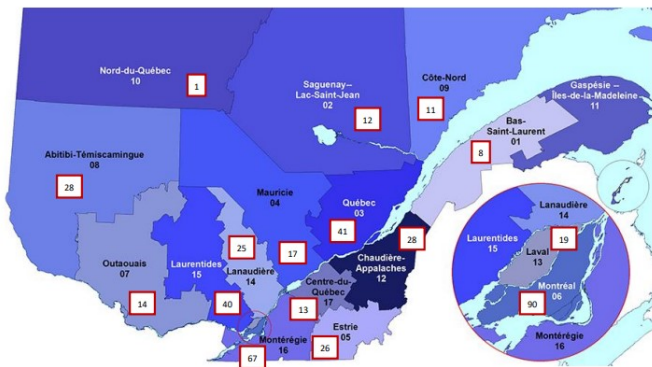 Nord-du-Québec
10
1
Saguenay--
Lac-Saint-Jean
02
12
Côte-Nord
09
11
Gaspésie --
Îles-de-la-Madeleine
11
Bas-
Saint-Laurent
01
8
Abitibi-Témiscamingue
08
28
Mauricie
04
17
Québec
03
41
28
Chaudière-
Appalaches
12
Outaouais
07
14
Laurentides
15
40
25
Lanaudière
14
Centre-du-
Québec
17
13
Estrie
05
26
Montérégie
16
67
Lanaudière
14
Laurentides
15
19
Laval
13
Montréal
06
90
Montérégie
16